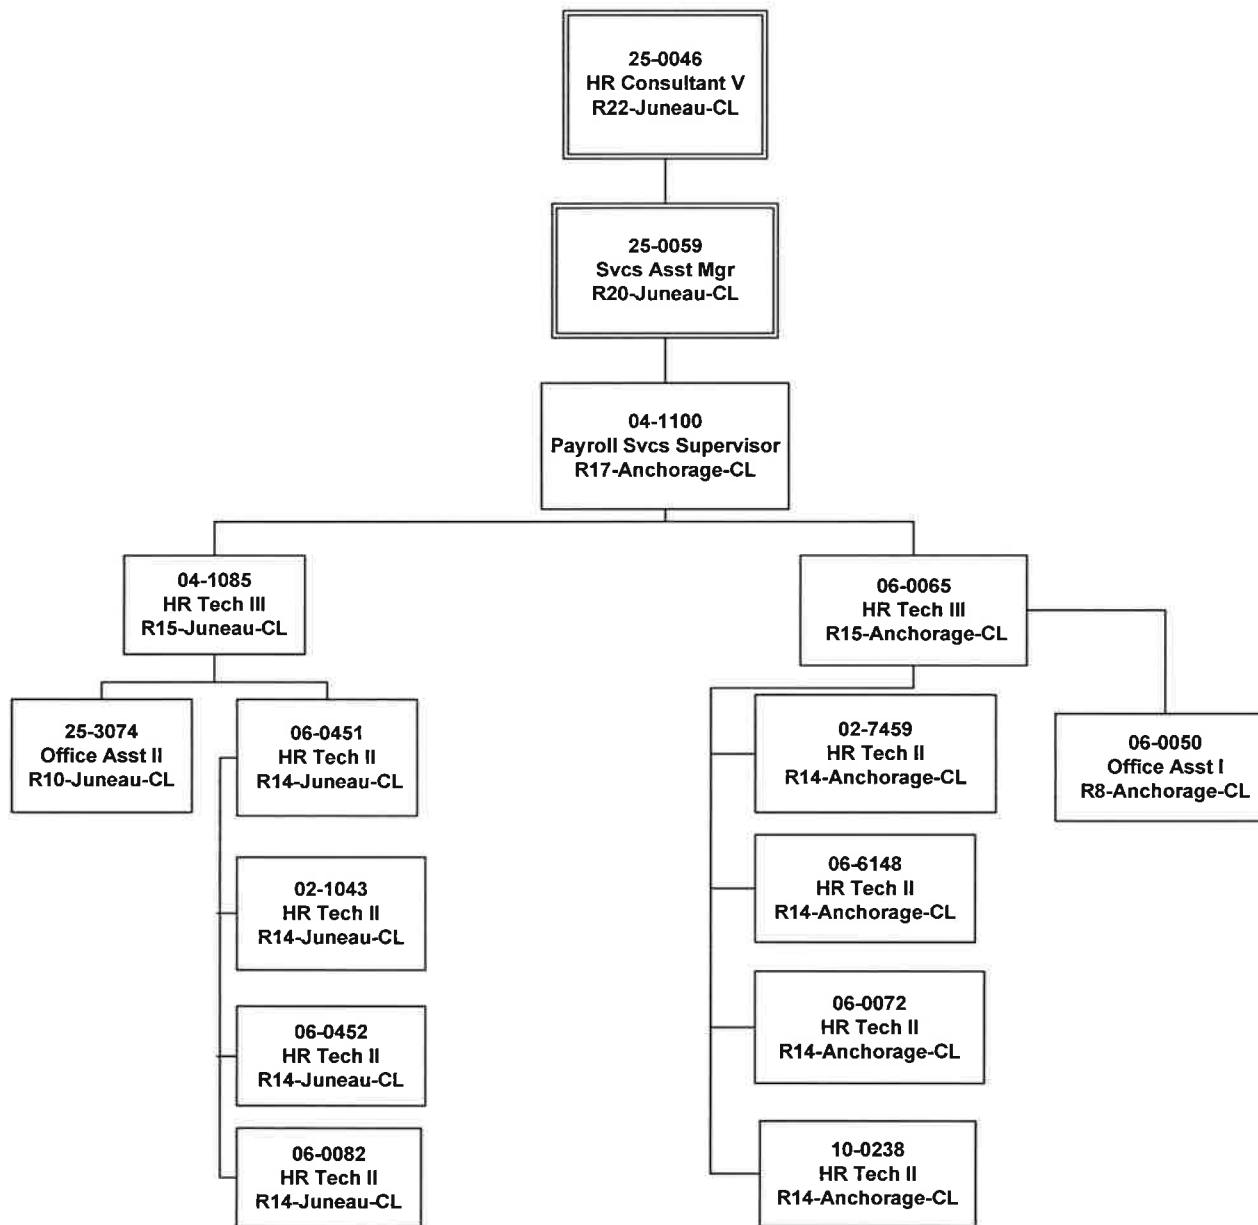 25-0046
HR Consultant V
R22-Juneau-CL
25-0059
Svcs Asst Mgr
R20-Juneau-CL
04-1100
Payroll Svcs Supervisor
R17-Anchorage-CL
04-1085
HR Tech III
R15-Juneau-CL
06-0065
HR Tech III
R15-Anchorage-CL
25-3074
Office Asst II
R10-Juneau-CL
06-0451
HR Tech II
R14-Juneau-CL
02-1043
HR Tech II
R14-Juneau-CL
06-0452
HR Tech II
R14-Juneau-CL
06-0082
HR Tech II
R14-Juneau-CL
02-7459
HR Tech II
R14-Anchorage-CL
06-6148
HR Tech II
R14-Anchorage-CL
06-0072
HR Tech II
R14-Anchorage-CL
10-0238
HR Tech II
R14-Anchorage-CL
06-0050
Office Asst I
R8-Anchorage-CL